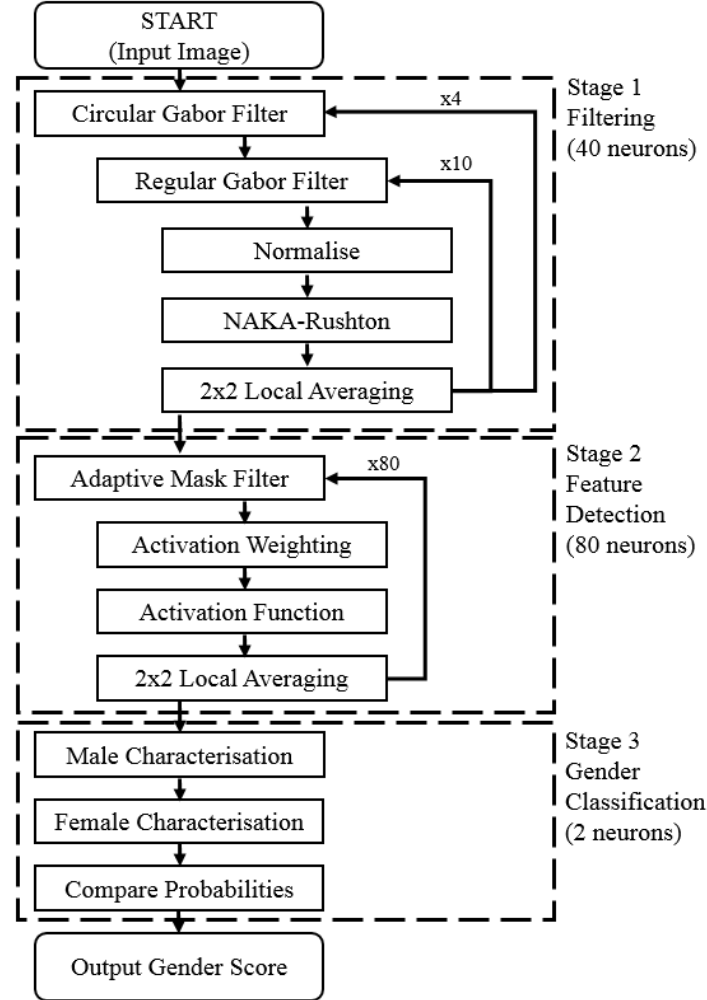 START
(Input Image)
Stage 1
Filtering
(40 neurons)
x4
Circular Gabor Filter
x10
Regular Gabor Filter
Normalise
NAKA-Rushton
2x2 Local Averaging
Stage 2
Feature
Detection
(80 neurons)
x80
Adaptive Mask Filter
Activation Weighting
Activation Function
2x2 Local Averaging
Stage 3
Gender
Classification
(2 neurons)
Male Characterisation
Female Characterisation
Compare Probabilities
Output Gender Score